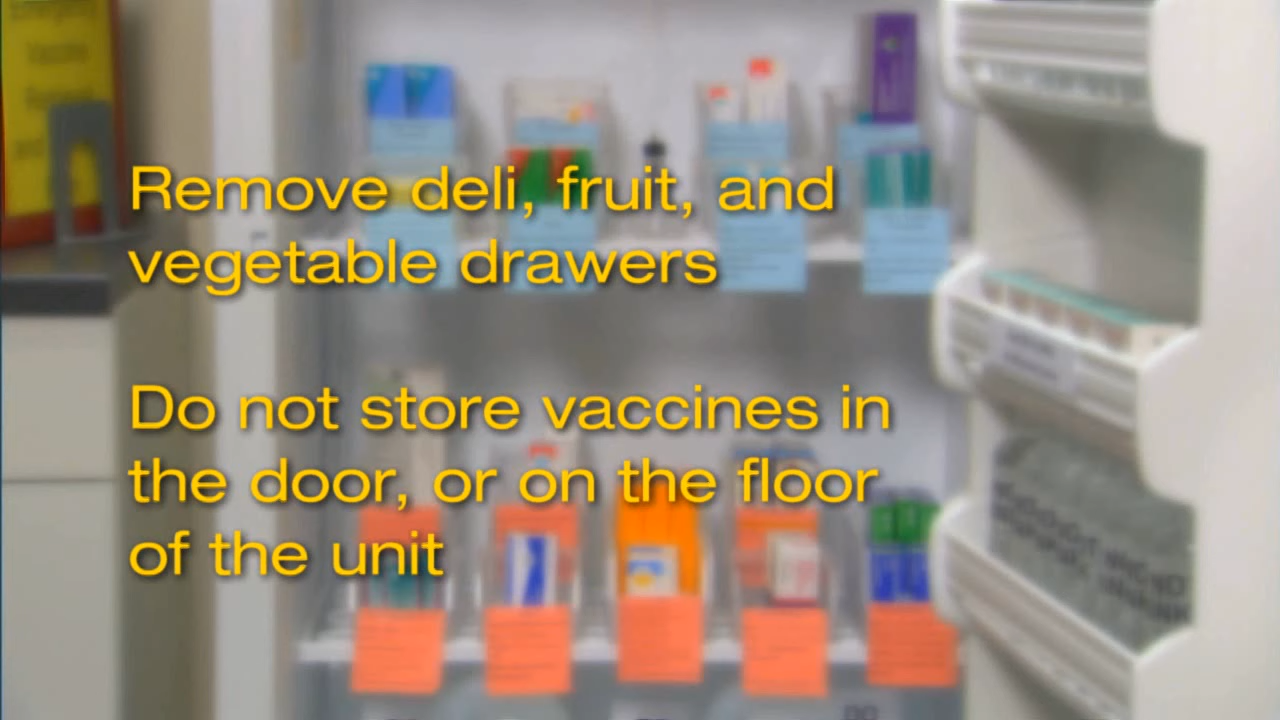 Remove deli, fruit, and
vegetable drawers
Do not store vaccines in
the door, or on the floor
of the unit